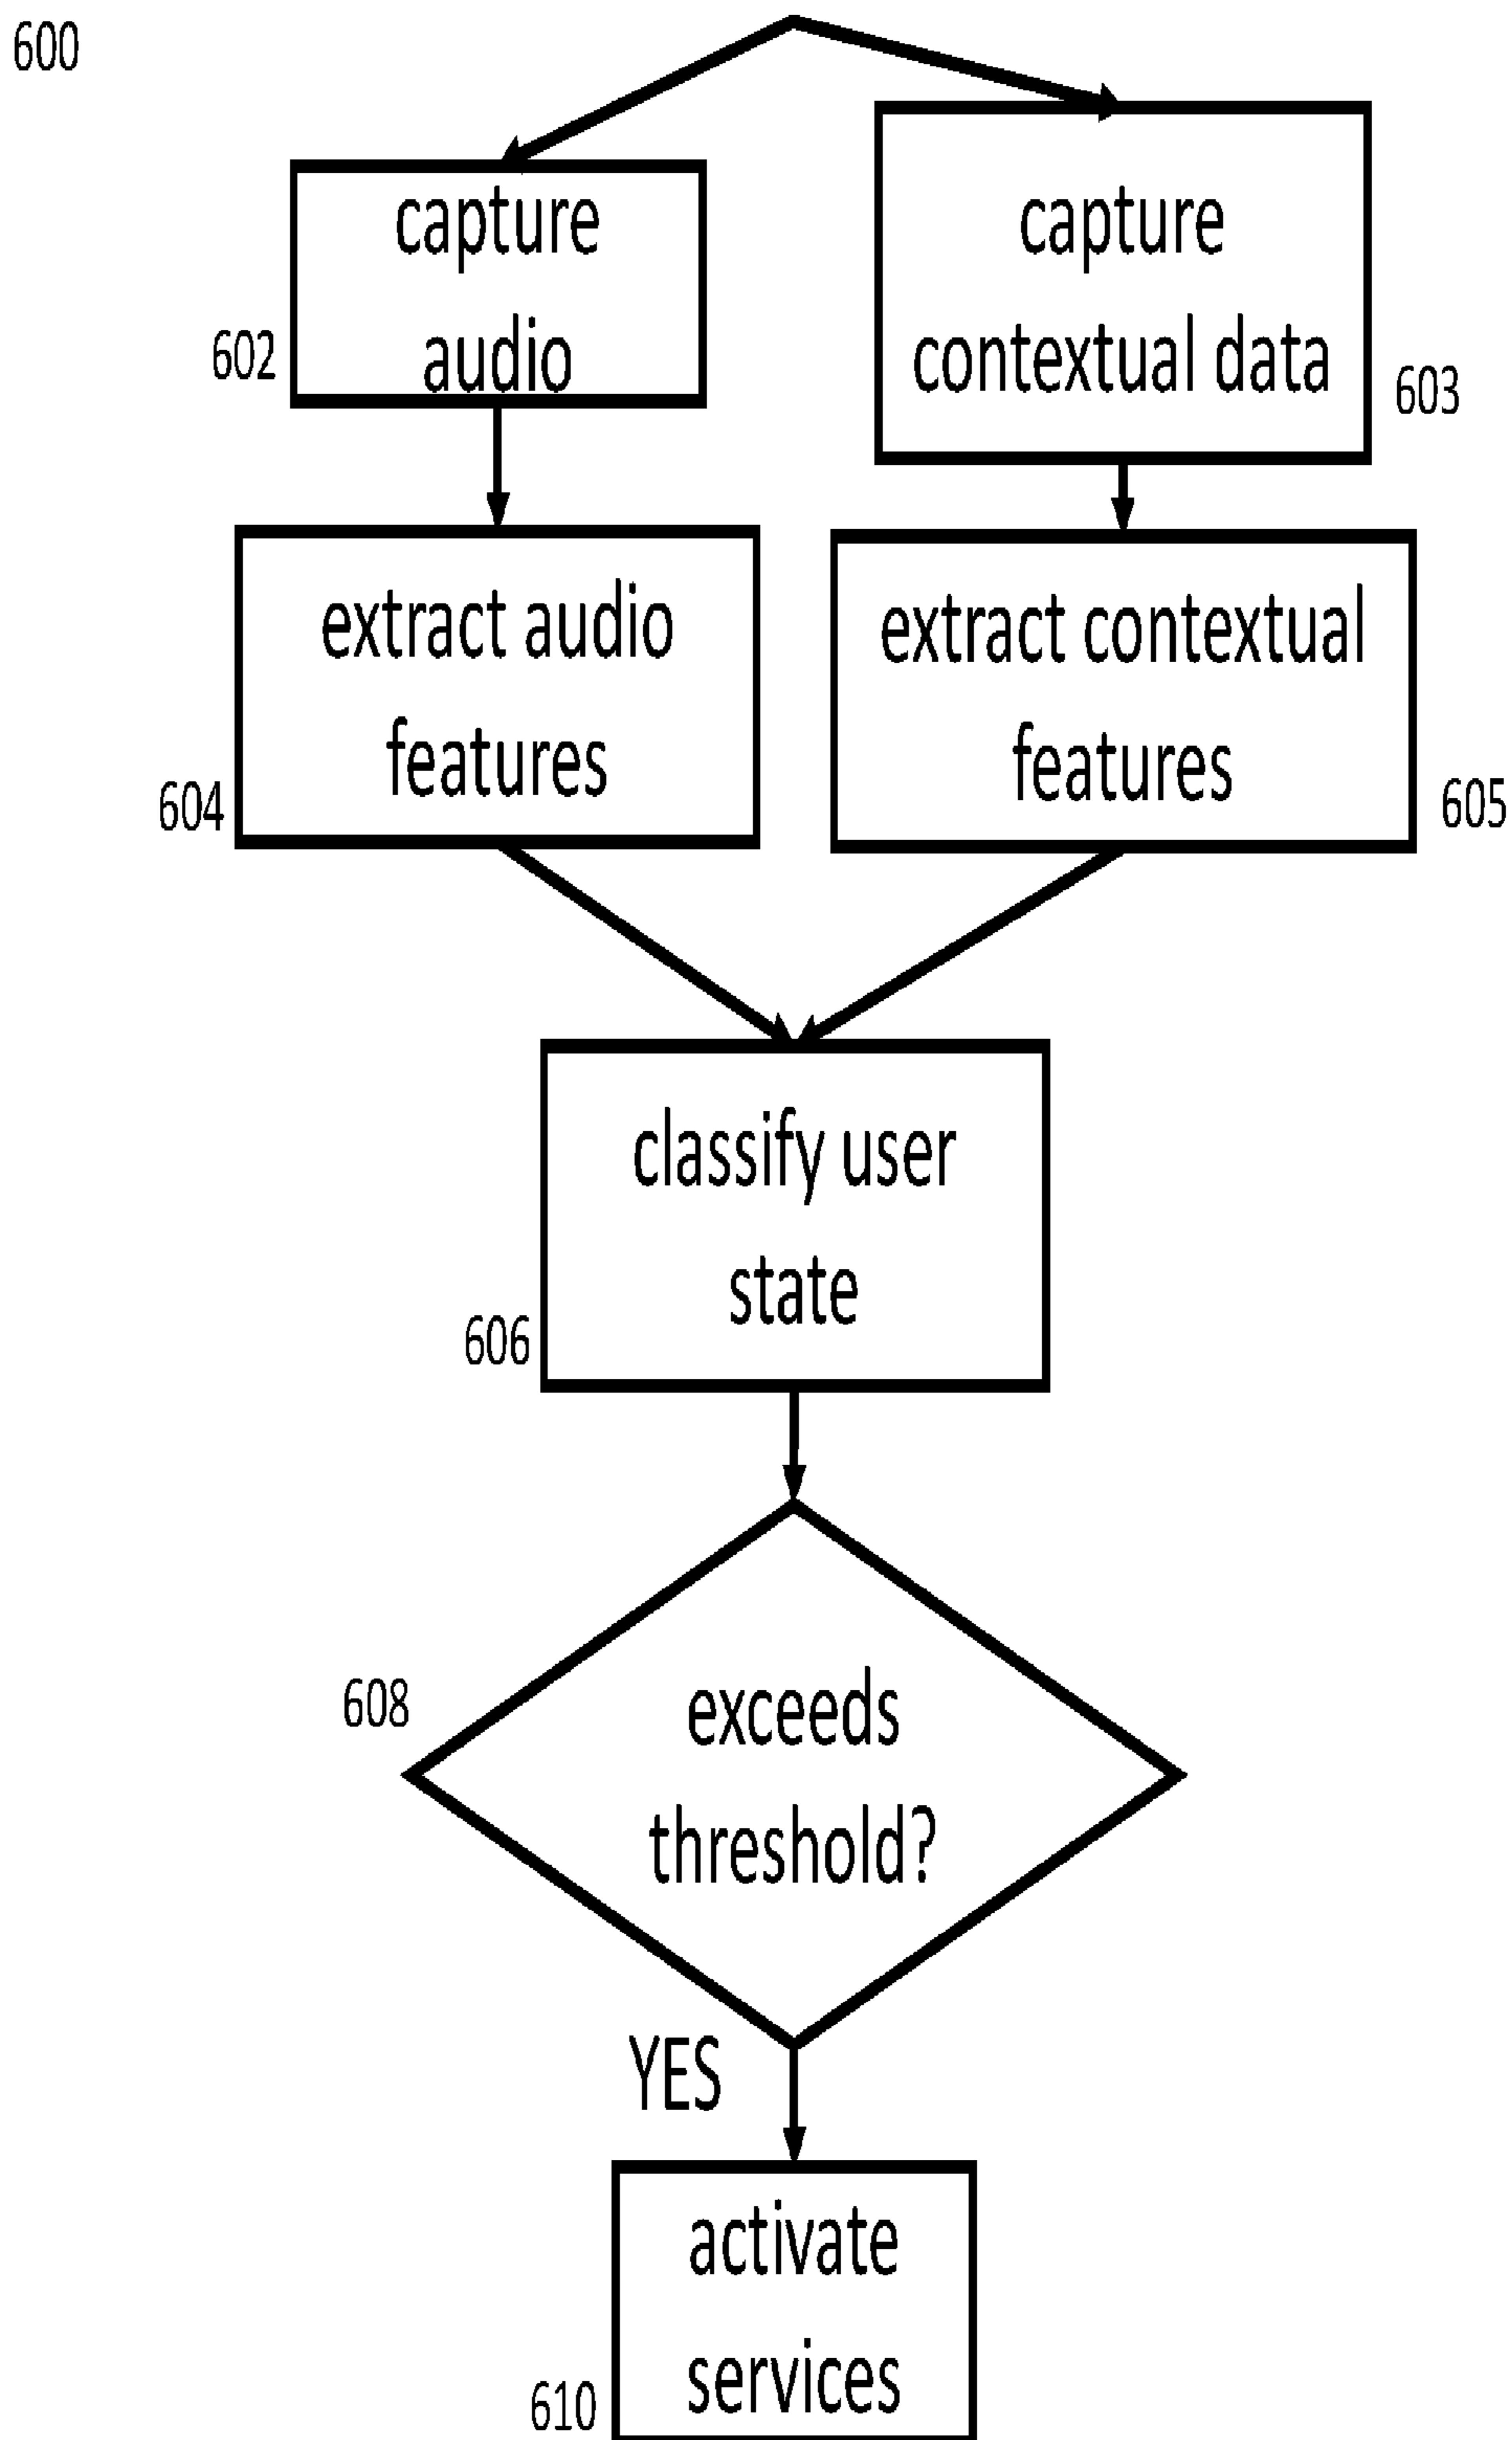 600
capture
audio
602
capture
contextual data
603
extract audio
features
604
extract contextual
features
605
classify user
state
606
608
exceeds
threshold?
YES
activate
services
610